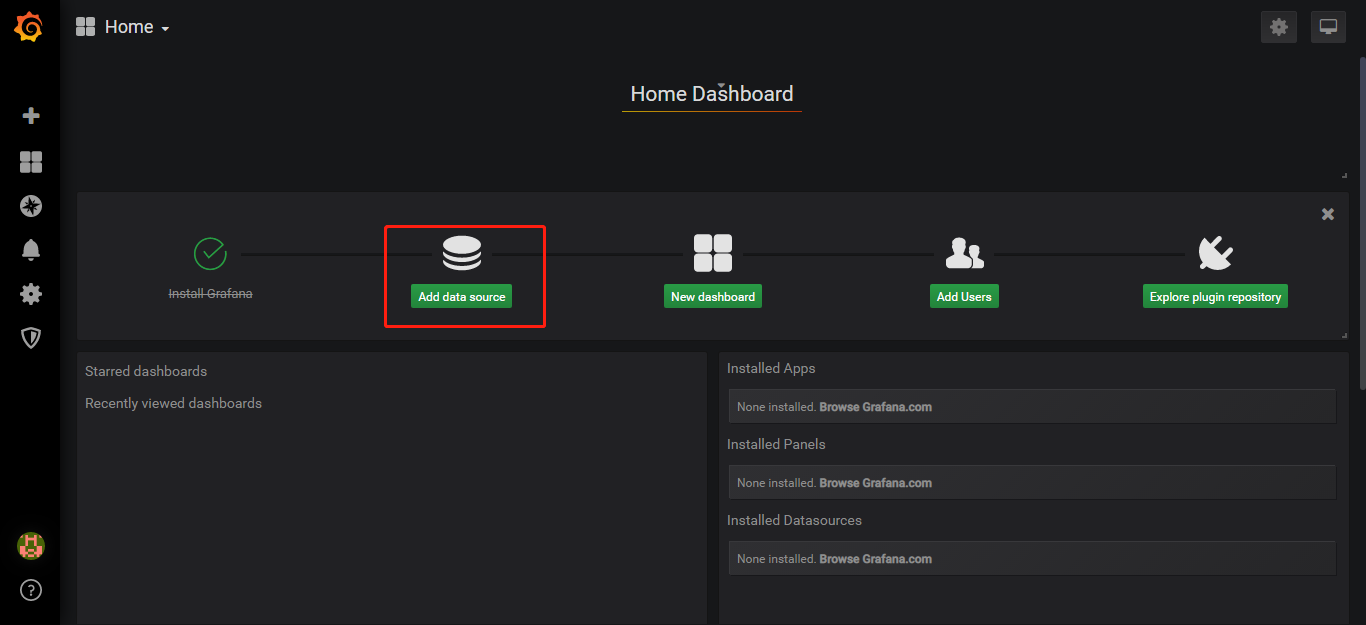 Home
Home Dashboard
Install Grafana
Add data source
New dashboard
Add Users
Explore plugin repository
Starred dashboards
Recently viewed dashboards
Installed Apps
None installed. Browse Grafana.com
Installed Panels
None installed. Browse Grafana.com
Installed Datasources
None installed. Browse Grafana.com